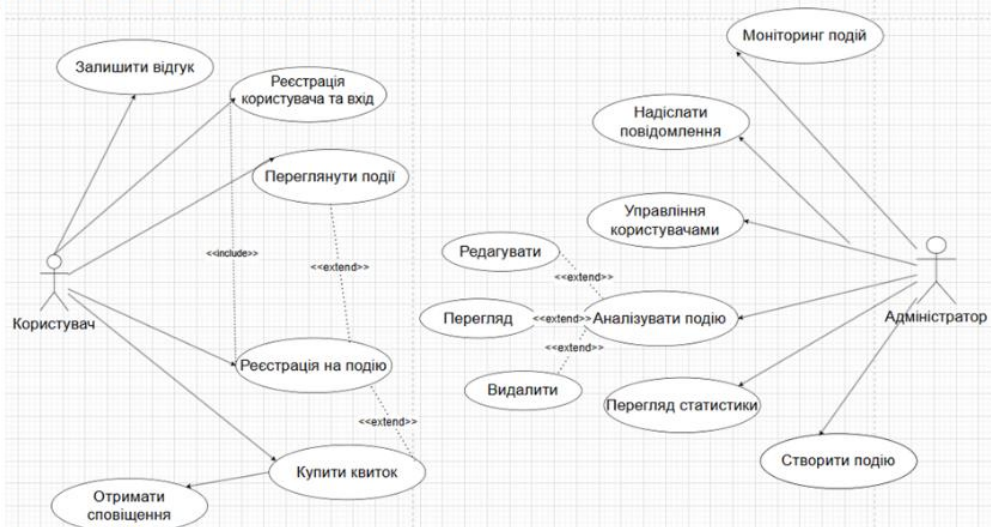 Моніторинг подій
Залишити відгук
Реєстрація
користувача та вхід
Надіслати
повідомлення
Переглянути події
Управління
користувачами
<<include>>
<<extend>>
Редагувати
<<extend>>
Користувач
Перегляд
<<extend>>
Аналізувати подію
Адміністратор
<<extend>>
Реєстрація на подію
Видалити
Перегляд статистики
<<extend>>
Купити квиток
Створити подію
Отримати
сповіщення